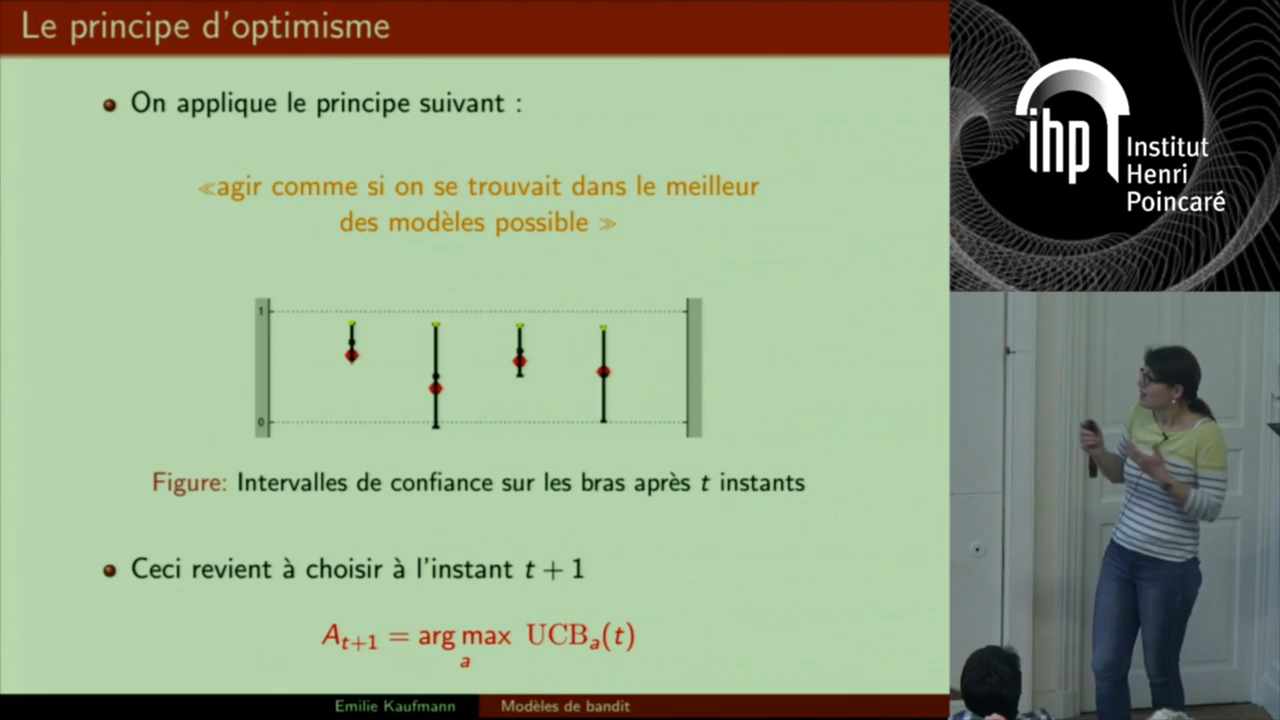 Le principe d'optimisme
On applique le principe suivant :
≪agir comme si on se trouvait dans le meilleur
des modèles possible ≫
1
0
Figure: Intervalles de confiance sur les bras après t instants
Ceci revient à choisir à l'instant t + 1
A_{t+1} = arg max UCB_a(t)
a
Emilie Kaufmann Modèles de bandit
ihp
Institut
Henri
Poincaré